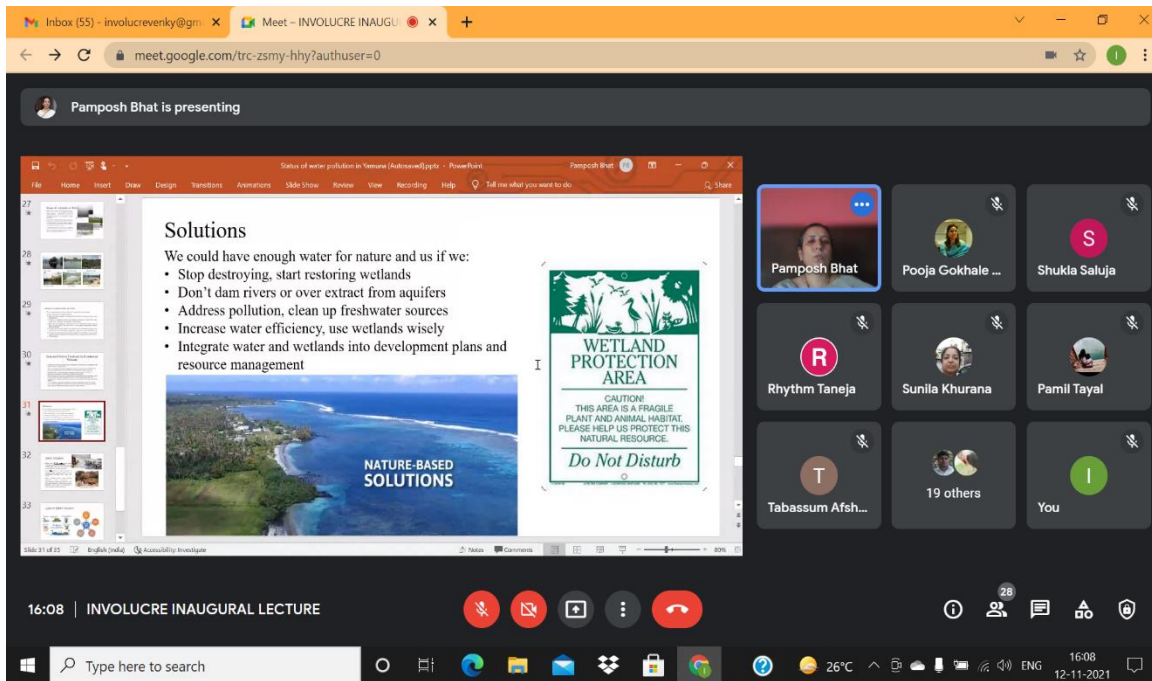 Inbox (55) - involucrevenky@gm
Meet – INVOLUCRE INAUGU
meet.google.com/trc-zsmy-hhy?authuser=0
I
Pamposh Bhat is presenting
Status of water pollution in Yamuna [Autosaved].pptx - PowerPoint
Pamposh Bhat
PB
File Home Insert Draw Design Transitions Animations Slide Show Review View Recording Help Tell me what you want to do
Share
27
28
29
30
31
32
33
Solutions
We could have enough water for nature and us if we:
• Stop destroying, start restoring wetlands
• Don't dam rivers or over extract from aquifers
• Address pollution, clean up freshwater sources
• Increase water efficiency, use wetlands wisely
• Integrate water and wetlands into development plans and
resource management
NATURE-BASED
SOLUTIONS
WETLAND
PROTECTION
AREA
CAUTION!
THIS AREA IS A FRAGILE
PLANT AND ANIMAL HABITAT.
PLEASE HELP US PROTECT THIS
NATURAL RESOURCE.
Do Not Disturb
Slide 31 of 35 English (India) Accessibility: Investigate
Notes Comments 80%
Pamposh Bhat
Pooja Gokhale ...
S
Shukla Saluja
R
Rhythm Taneja
Sunila Khurana
Pamil Tayal
T
Tabassum Afsh...
19 others
I
You
16:08 | INVOLUCRE INAUGURAL LECTURE
28
Type here to search
26°C
ENG
16:08
12-11-2021